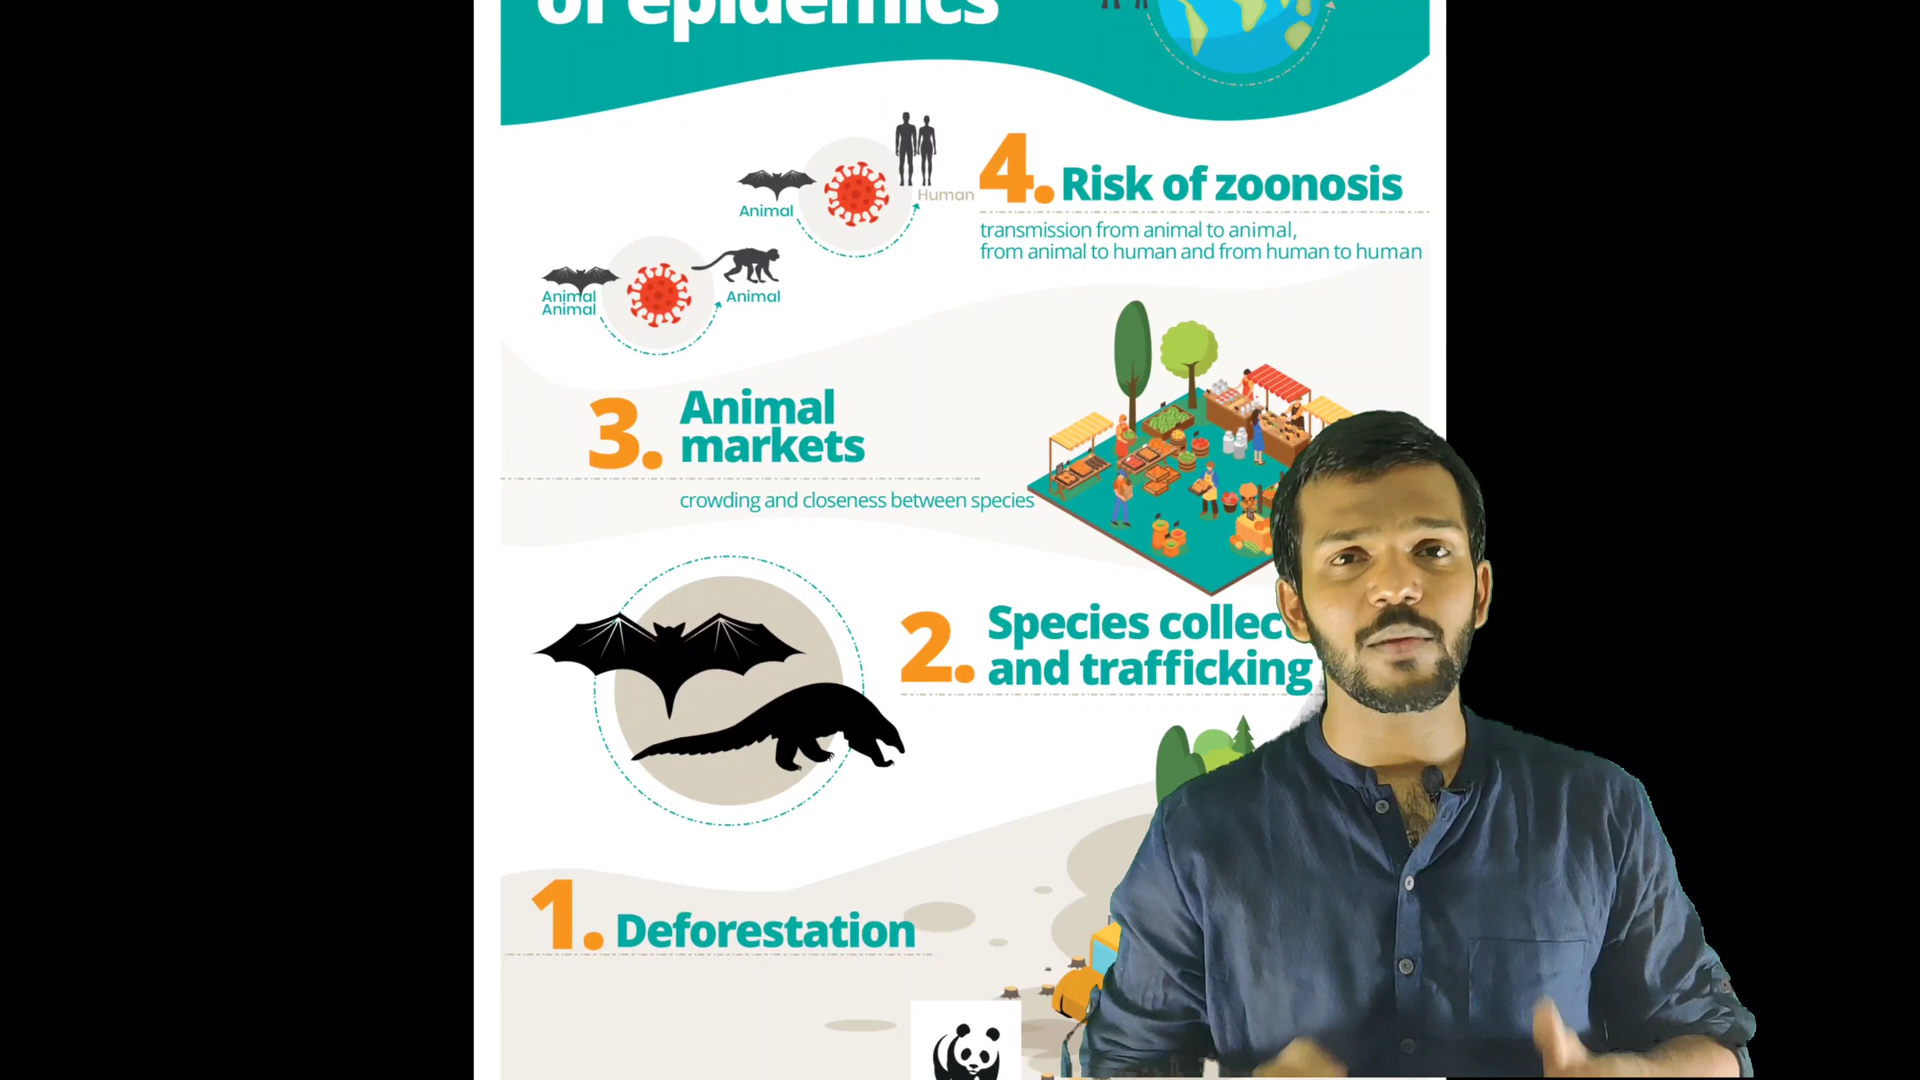 of epidemics
4. Risk of zoonosis
transmission from animal to animal,
from animal to human and from human to human
Animal
Human
Animal
Animal
Animal
3. Animal
markets
crowding and closeness between species
2. Species collec
and trafficking
1. Deforestation